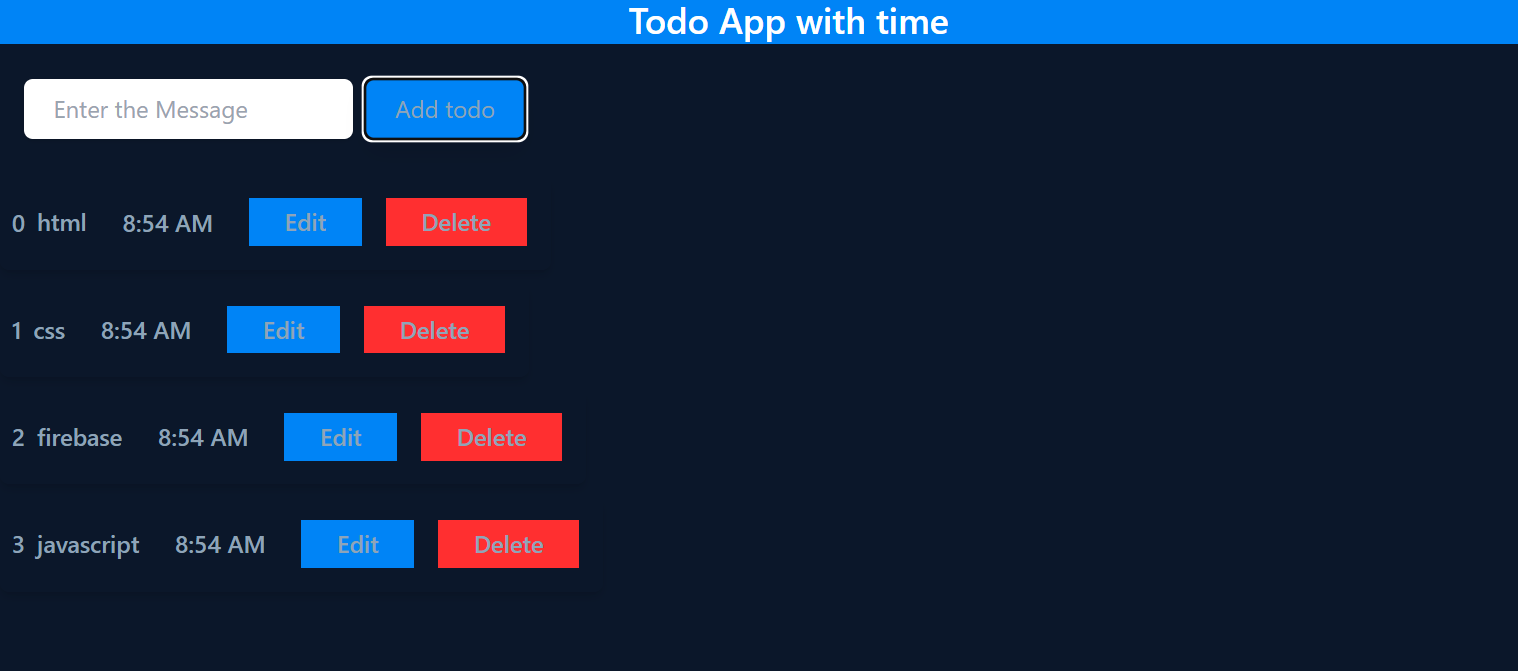 Todo App with time
Enter the Message Add todo
0 html 8:54 AM Edit Delete
1 css 8:54 AM Edit Delete
2 firebase 8:54 AM Edit Delete
3 javascript 8:54 AM Edit Delete